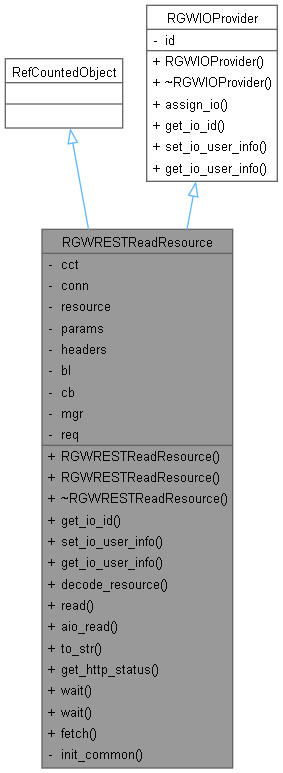 RGWIOProvider
- id
+ RGWIOProvider()
+ ~RGWIOProvider()
+ assign_io()
+ get_io_id()
+ set_io_user_info()
+ get_io_user_info()
RefCountedObject
RGWRESTReadResource
- cct
- conn
- resource
- params
- headers
- bl
- cb
- mgr
- req
+ RGWRESTReadResource()
+ RGWRESTReadResource()
+ ~RGWRESTReadResource()
+ get_io_id()
+ set_io_user_info()
+ get_io_user_info()
+ decode_resource()
+ read()
+ aio_read()
+ to_str()
+ get_http_status()
+ wait()
+ wait()
+ fetch()
- init_common()